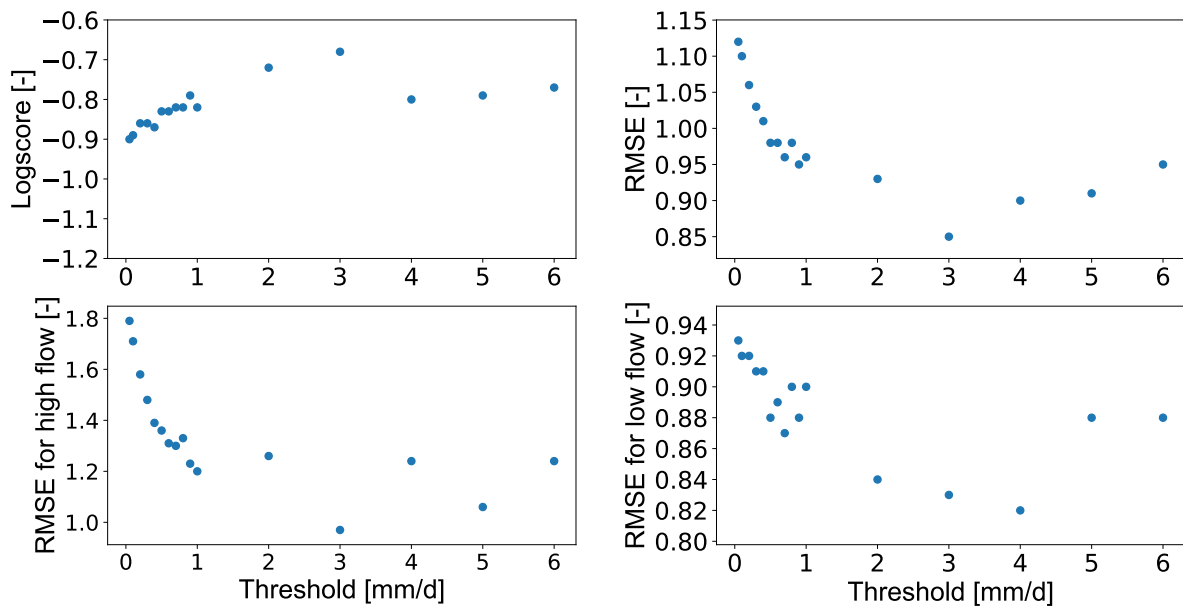 Logscore [-]
−0.6
−0.7
−0.8
−0.9
−1.0
−1.1
−1.2
0 1 2 3 4 5 6
RMSE [-]
1.15
1.10
1.05
1.00
0.95
0.90
0.85
0 1 2 3 4 5 6
RMSE for high flow [-]
1.8
1.6
1.4
1.2
1.0
0 1 2 3 4 5 6
Threshold [mm/d]
RMSE for low flow [-]
0.94
0.92
0.90
0.88
0.86
0.84
0.82
0.80
0 1 2 3 4 5 6
Threshold [mm/d]